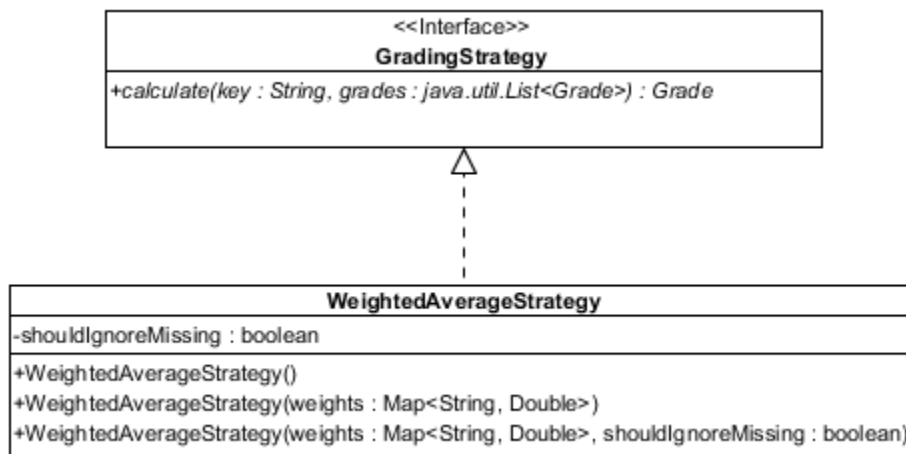 <<Interface>>
GradingStrategy
+calculate(key : String, grades : java.util.List<Grade>) : Grade
WeightedAverageStrategy
-shouldIgnoreMissing : boolean
+WeightedAverageStrategy()
+WeightedAverageStrategy(weights : Map<String, Double>)
+WeightedAverageStrategy(weights : Map<String, Double>, shouldIgnoreMissing : boolean)